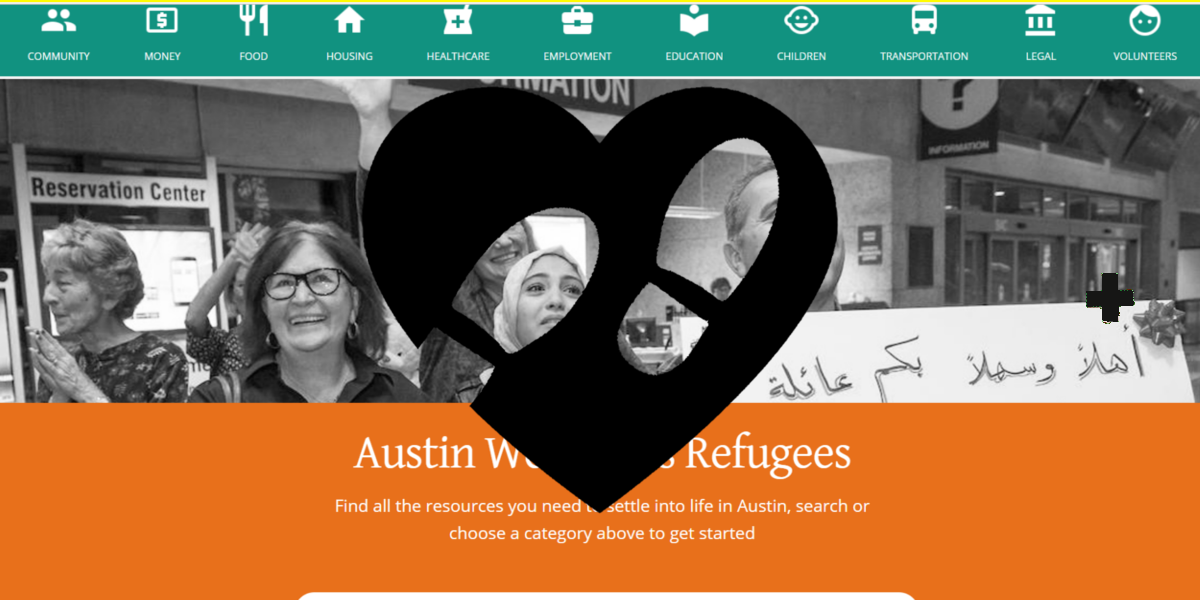 COMMUNITY
MONEY
FOOD
HOUSING
HEALTHCARE
EMPLOYMENT
EDUCATION
CHILDREN
TRANSPORTATION
LEGAL
VOLUNTEERS
Reservation Center
INFORMATION
أهلاً وسهلاً بكم عائلة
Austin Refugees
Find all the resources you need settle into life in Austin, search or
choose a category above to get started